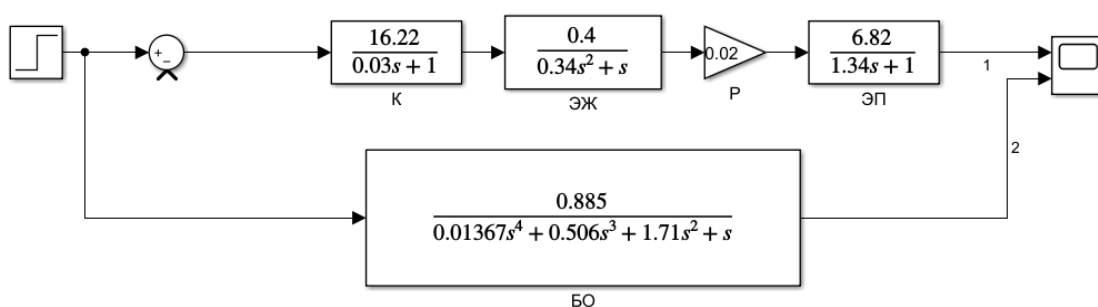 +
−
16.22
0.03s + 1
К
0.4
0.34s² + s
ЭЖ
0.02
Р
6.82
1.34s + 1
ЭП
1
2
0.885
0.01367s⁴ + 0.506s³ + 1.71s² + s
БО